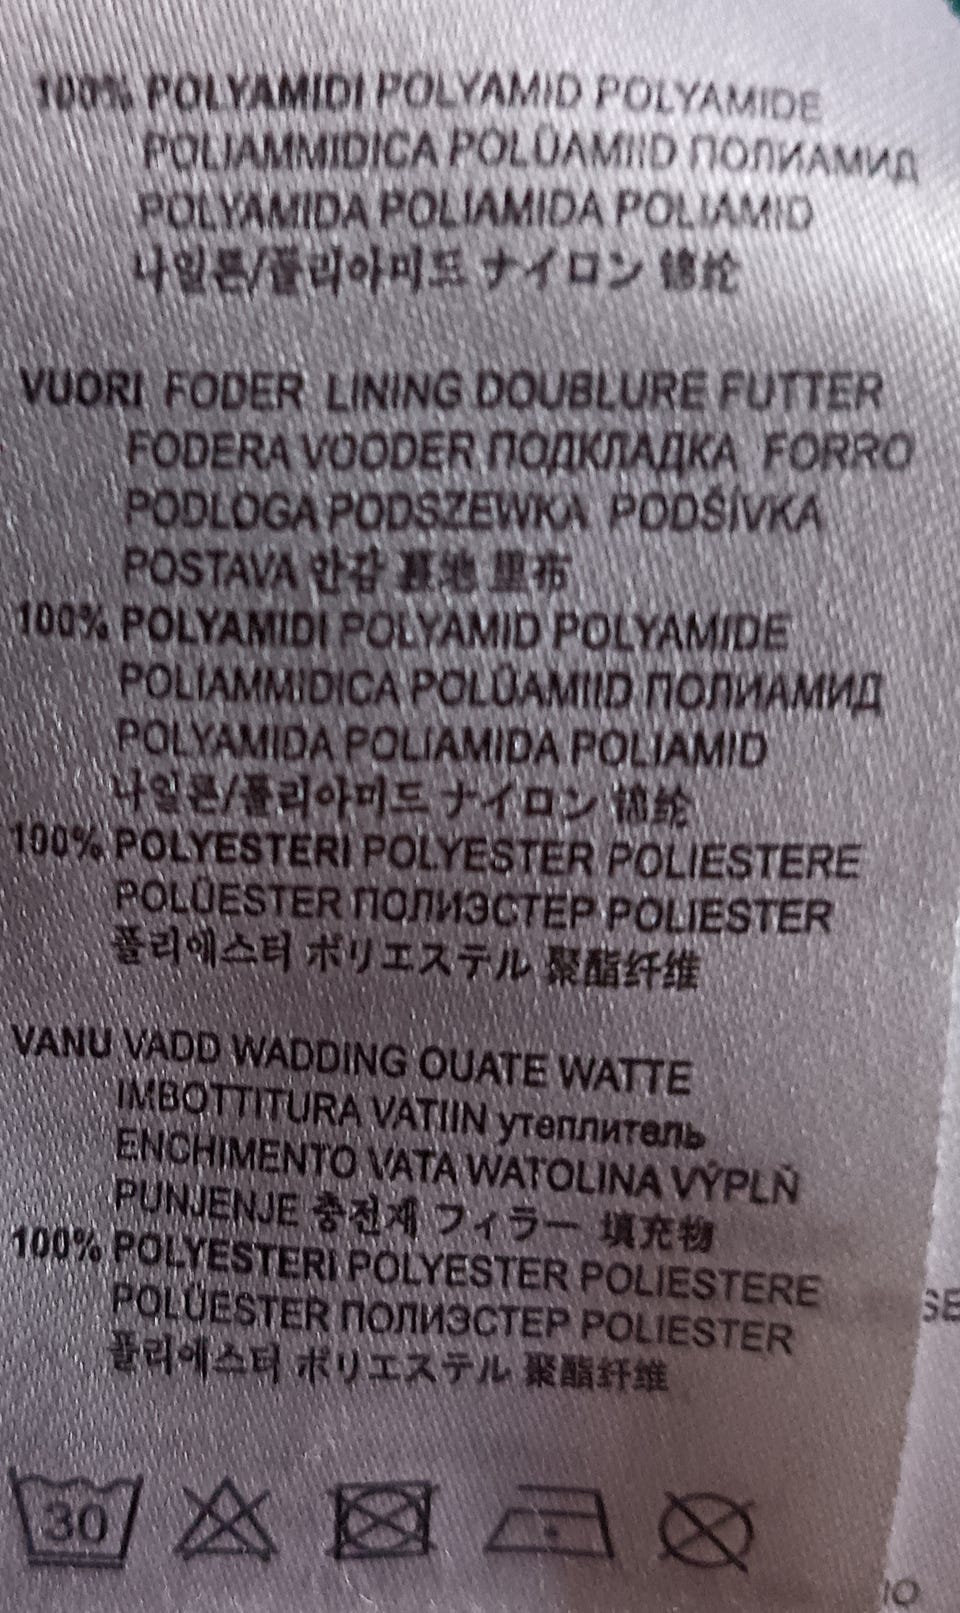 100% POLYAMIDI POLYAMID POLYAMIDE
POLIAMMIDICA POLÜAMIID ПОЛИАМИД
POLYAMIDA POLIAMIDA POLIAMID
나일론/폴리아미드 ナイロン 锦纶
VUORI FODER LINING DOUBLURE FUTTER
FODERA VOODER ПОДКЛАДКА FORRO
PODLOGA PODSZEWKA PODŠÍVKA
POSTAVA 안감 裏地 里布
100% POLYAMIDI POLYAMID POLYAMIDE
POLIAMMIDICA POLÜAMIID ПОЛИАМИД
POLYAMIDA POLIAMIDA POLIAMID
나일론/폴리아미드 ナイロン 锦纶
100% POLYESTERI POLYESTER POLIESTERE
POLÜESTER ПОЛИЭСТЕР POLIESTER
폴리에스터 ポリエステル 聚酯纤维
VANU VADD WADDING OUATE WATTE
IMBOTTITURA VATIIN утеплитель
ENCHIMENTO VATA WATOLINA VÝPLŇ
PUNJENJE 충전재 フィラー 填充物
100% POLYESTERI POLYESTER POLIESTERE
POLÜESTER ПОЛИЭСТЕР POLIESTER
폴리에스터 ポリエステル 聚酯纤维
30